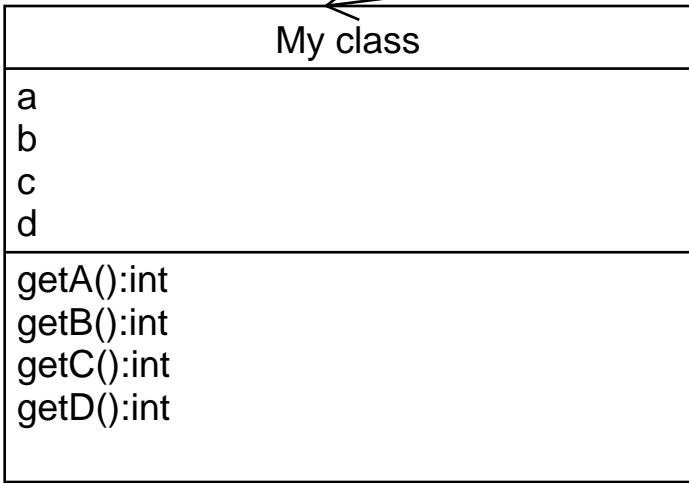 My class
a
b
c
d
getA():int
getB():int
getC():int
getD():int